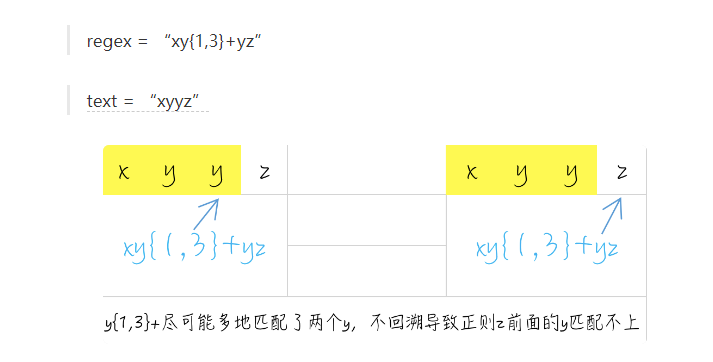 regex = “xy{1,3}+yz”
text = “xyyz”
x y y z x y y z
xy{1,3}+yz xy{1,3}+yz
y{1,3}+尽可能多地匹配了两个y, 不回溯导致正则z前面的y匹配不上